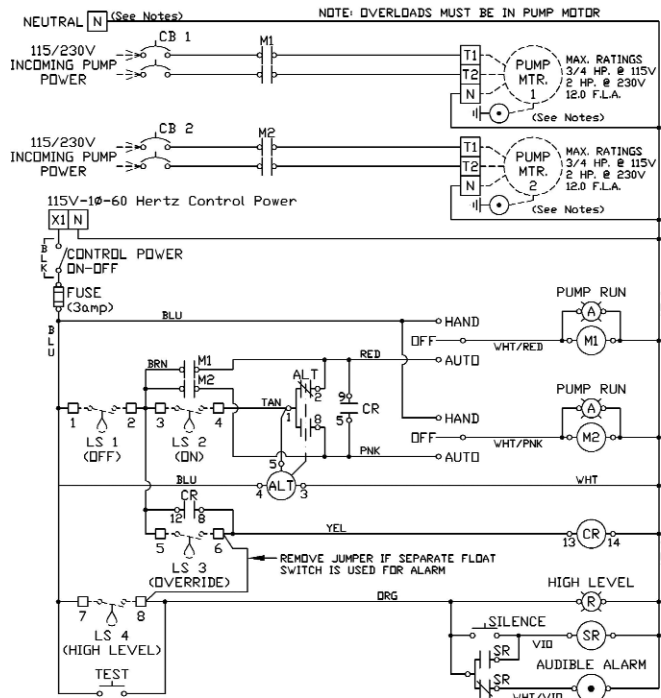 NOTE: OVERLOADS MUST BE IN PUMP MOTOR
NEUTRAL N (See Notes)
CB 1
M1
115/230V
INCOMING PUMP
POWER
T1
T2
N
PUMP
MTR.
1
MAX. RATINGS
3/4 HP. @ 115V
2 HP. @ 230V
12.0 F.L.A.
(See Notes)
CB 2
M2
115/230V
INCOMING PUMP
POWER
T1
T2
N
PUMP
MTR.
2
MAX. RATINGS
3/4 HP. @ 115V
2 HP. @ 230V
12.0 F.L.A.
(See Notes)
115V-1ø-60 Hertz Control Power
X1 N
BLK
CONTROL POWER
ON-OFF
FUSE
(3amp)
BLU
BLU
HAND
OFF
AUTO
WHT/RED
PUMP RUN
A
M1
BRN
M1
M2
RED
ALT
2
TAN
1
8
9
5
CR
1
2
3
4
LS 1
(OFF)
LS 2
(ON)
PNK
HAND
OFF
AUTO
WHT/PNK
PUMP RUN
A
M2
BLU
5
4
ALT
3
WHT
CR
12
8
YEL
13
CR
14
5
6
LS 3
(OVERRIDE)
REMOVE JUMPER IF SEPARATE FLOAT
SWITCH IS USED FOR ALARM
ORG
HIGH LEVEL
R
7
8
LS 4
(HIGH LEVEL)
SILENCE
VIO
SR
SR
TEST
SR
AUDIBLE ALARM
WHT/VIO